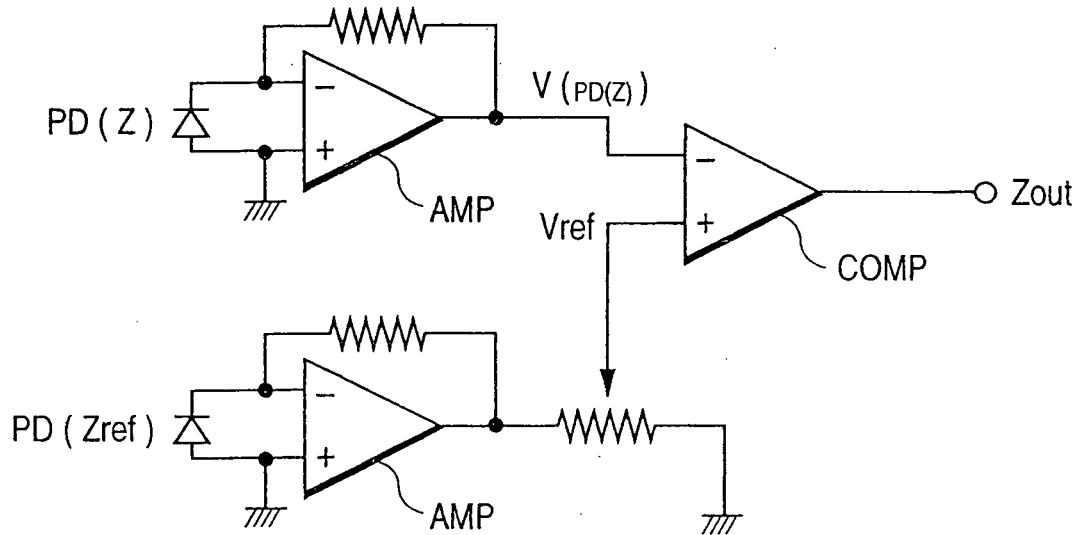 PD ( Z )
−
+
AMP
V (PD(Z))
−
+
Vref
COMP
Zout
PD ( Zref )
−
+
AMP